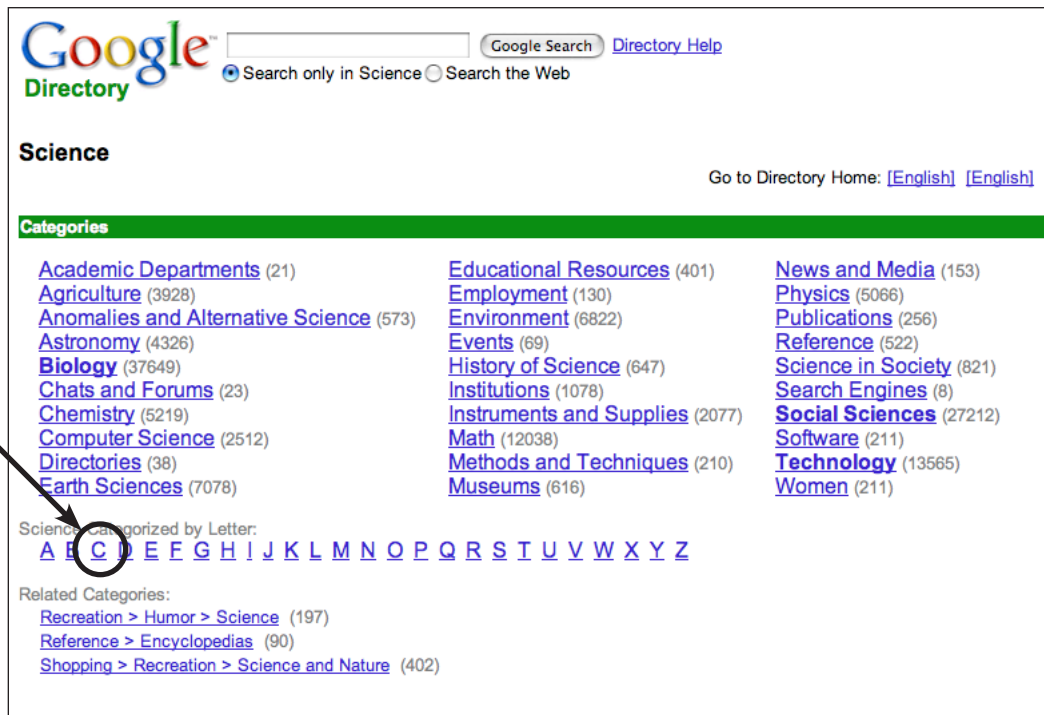 Google™ Google Search Directory Help
Directory
Search only in Science Search the Web
Science
Go to Directory Home: [English] [English]
Categories
Academic Departments (21)
Agriculture (3928)
Anomalies and Alternative Science (573)
Astronomy (4326)
Biology (37649)
Chats and Forums (23)
Chemistry (5219)
Computer Science (2512)
Directories (38)
Earth Sciences (7078)
Educational Resources (401)
Employment (130)
Environment (6822)
Events (69)
History of Science (647)
Institutions (1078)
Instruments and Supplies (2077)
Math (12038)
Methods and Techniques (210)
Museums (616)
News and Media (153)
Physics (5066)
Publications (256)
Reference (522)
Science in Society (821)
Search Engines (8)
Social Sciences (27212)
Software (211)
Technology (13565)
Women (211)
Science Categorized by Letter:
A B C D E F G H I J K L M N O P Q R S T U V W X Y Z
Related Categories:
Recreation > Humor > Science (197)
Reference > Encyclopedias (90)
Shopping > Recreation > Science and Nature (402)